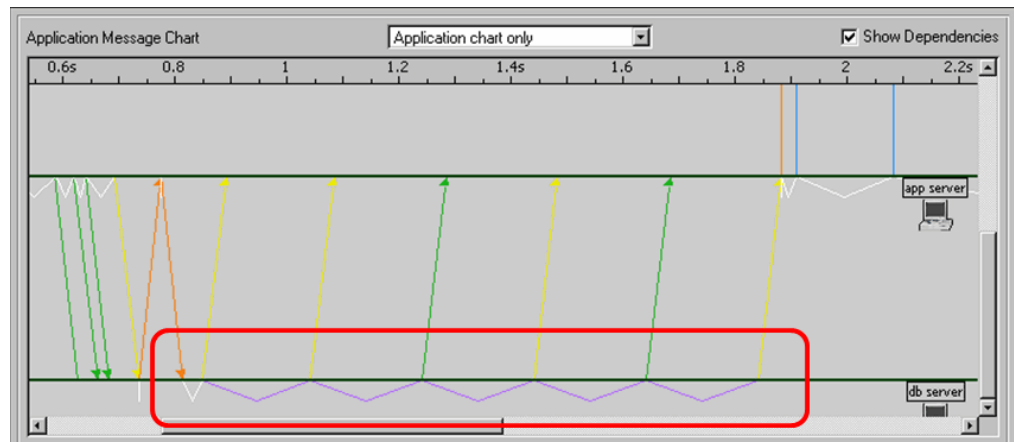 Application Message Chart
Application chart only
Show Dependencies
0.6s 0.8 1 1.2 1.4s 1.6 1.8 2 2.2s
app server
db server